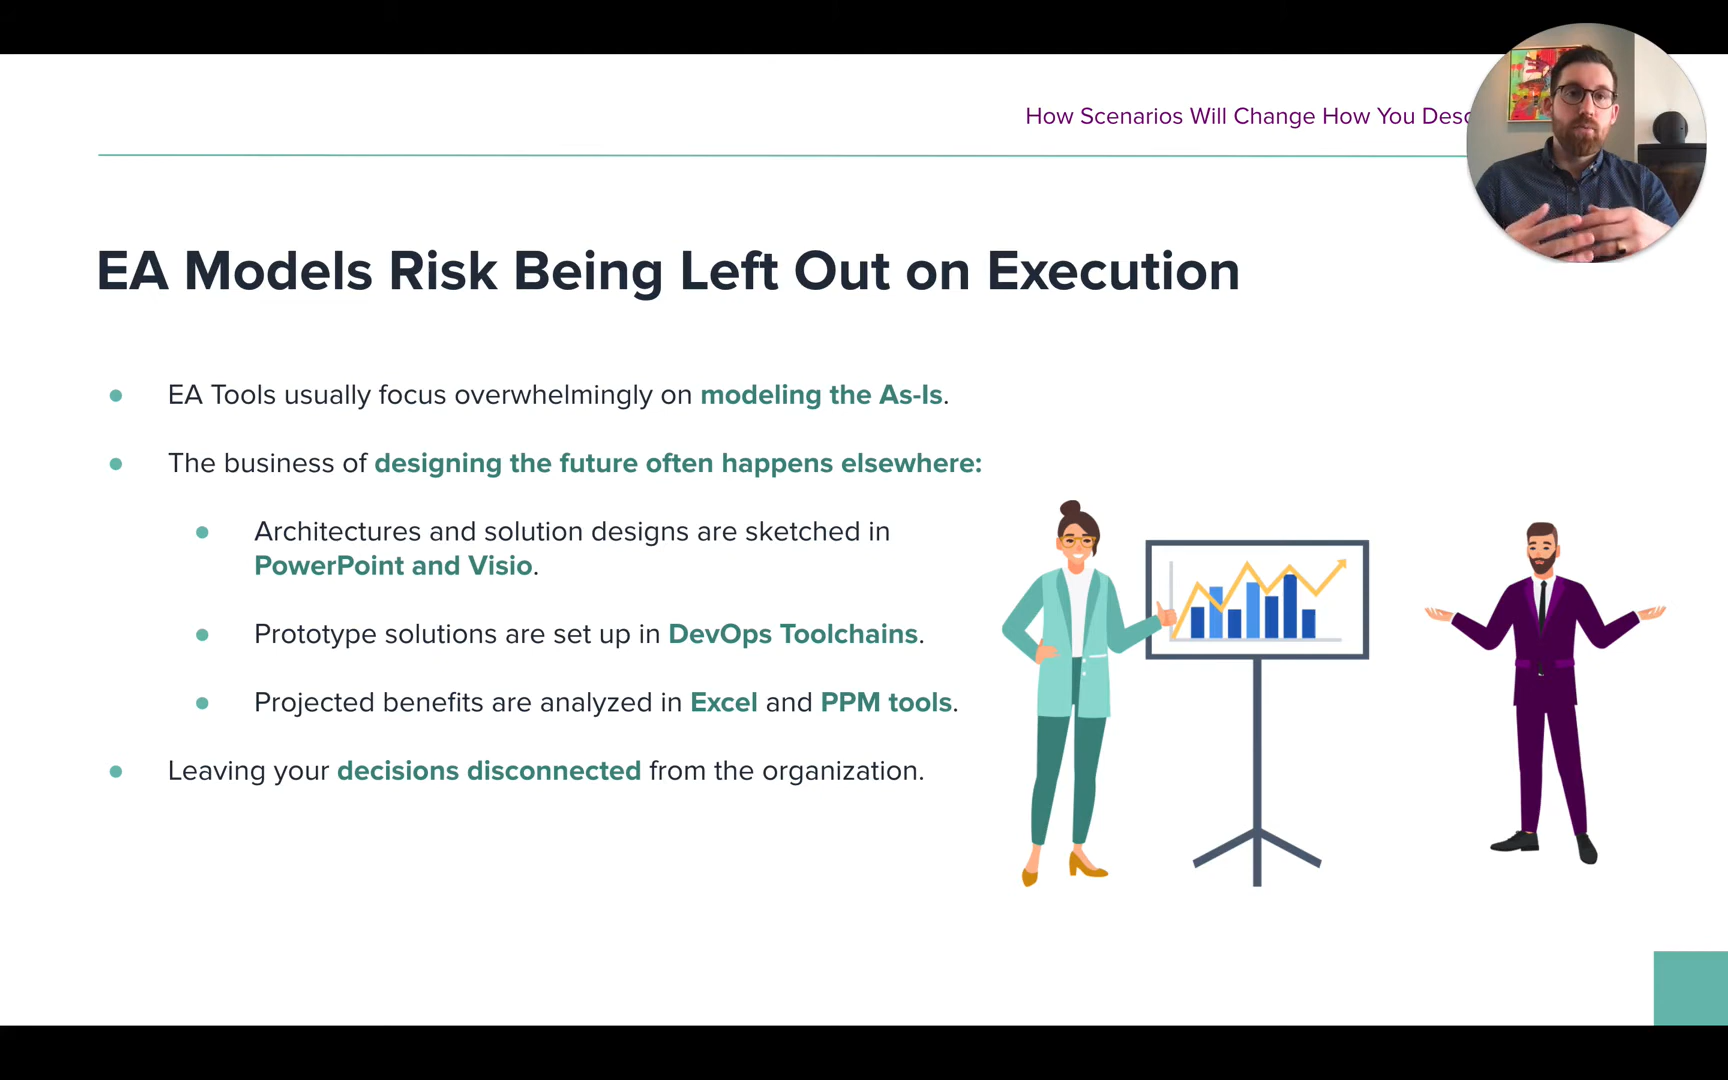 How Scenarios Will Change How You
EA Models Risk Being Left Out on Execution
EA Tools usually focus overwhelmingly on modeling the As-Is.
The business of designing the future often happens elsewhere:
Architectures and solution designs are sketched in
PowerPoint and Visio.
Prototype solutions are set up in DevOps Toolchains.
Projected benefits are analyzed in Excel and PPM tools.
Leaving your decisions disconnected from the organization.